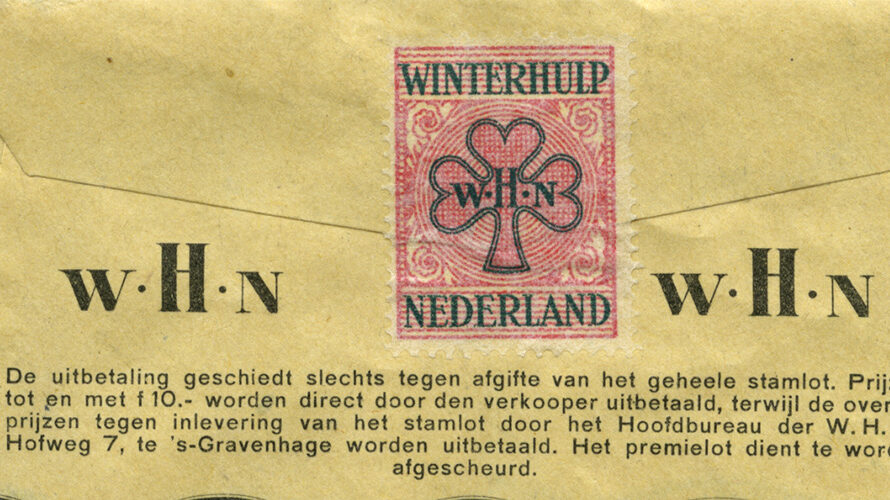 WINTERHULP
W·H·N
NEDERLAND
W·H·N
W·H·N
De uitbetaling geschiedt slechts tegen afgifte van het geheele stamlot. Prijz
tot en met f 10.- worden direct door den verkooper uitbetaald, terwijl de over
prijzen tegen inlevering van het stamlot door het Hoofdbureau der W. H.
Hofweg 7, te 's-Gravenhage worden uitbetaald. Het premielot dient te word
afgescheurd.